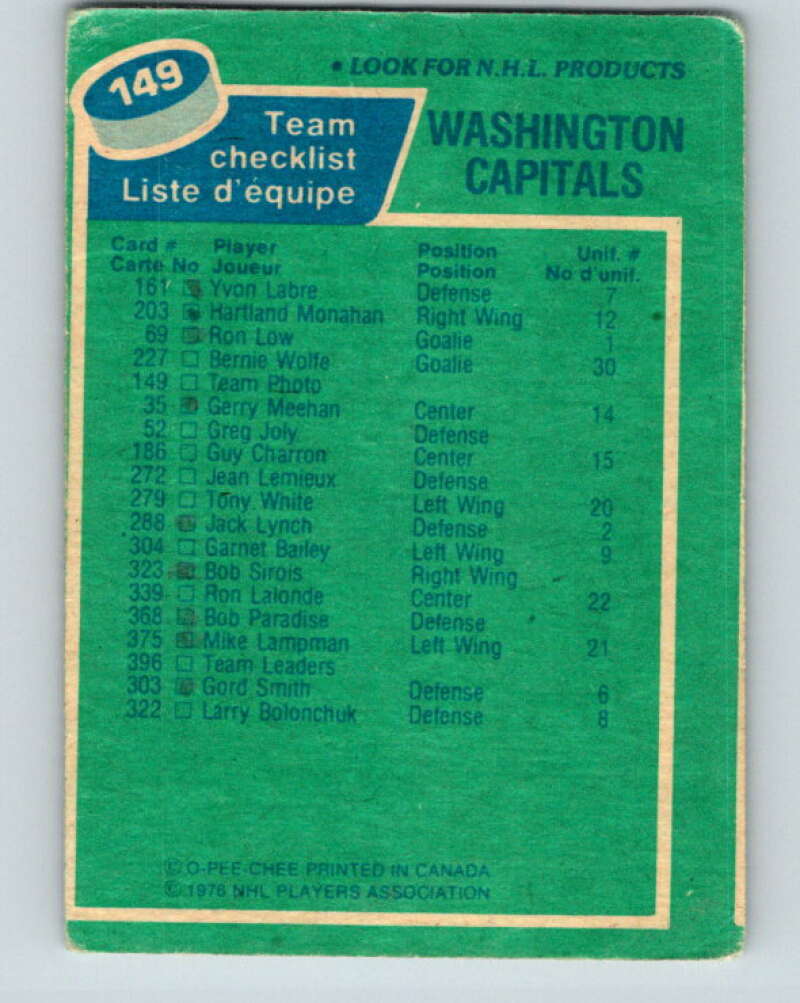 • LOOK FOR N.H.L. PRODUCTS
149
Team checklist
Liste d'équipe
WASHINGTON
CAPITALS
Card # Player Position Unif. #
Carte No Joueur Position No d'unif.
161 Yvon Labre Defense 7
203 Hartland Monahan Right Wing 12
69 Ron Low Goalie 1
227 Bernie Wolfe Goalie 30
149 Team Photo
35 Gerry Meehan Center 14
52 Greg Joly Defense
186 Guy Charron Center 15
272 Jean Lemieux Defense
279 Tony White Left Wing 20
288 Jack Lynch Defense 2
304 Garnet Bailey Left Wing 9
323 Bob Sirois Right Wing
339 Ron Lalonde Center 22
368 Bob Paradise Defense
375 Mike Lampman Left Wing 21
396 Team Leaders
303 Gord Smith Defense 6
322 Larry Bolonchuk Defense 8
© O-PEE-CHEE PRINTED IN CANADA
© 1976 NHL PLAYERS ASSOCIATION